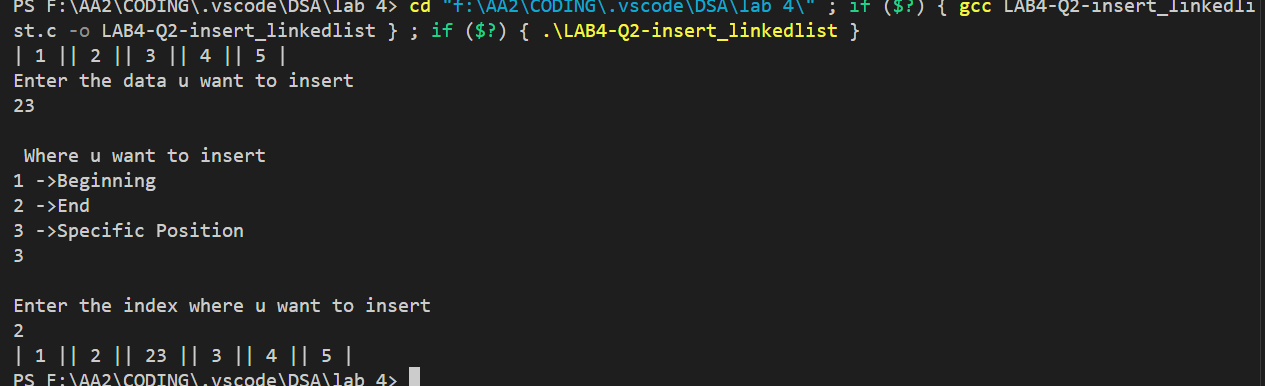 PS F:\AA2\CODING\.vscode\DSA\lab 4> cd "f:\AA2\CODING\.vscode\DSA\lab 4\" ; if ($?) { gcc LAB4-Q2-insert_linkedli
st.c -o LAB4-Q2-insert_linkedlist } ; if ($?) { .\LAB4-Q2-insert_linkedlist }
| 1 || 2 || 3 || 4 || 5 |
Enter the data u want to insert
23
Where u want to insert
1 ->Beginning
2 ->End
3 ->Specific Position
3
Enter the index where u want to insert
2
| 1 || 2 || 23 || 3 || 4 || 5 |
PS F:\AA2\CODING\.vscode\DSA\lab 4>